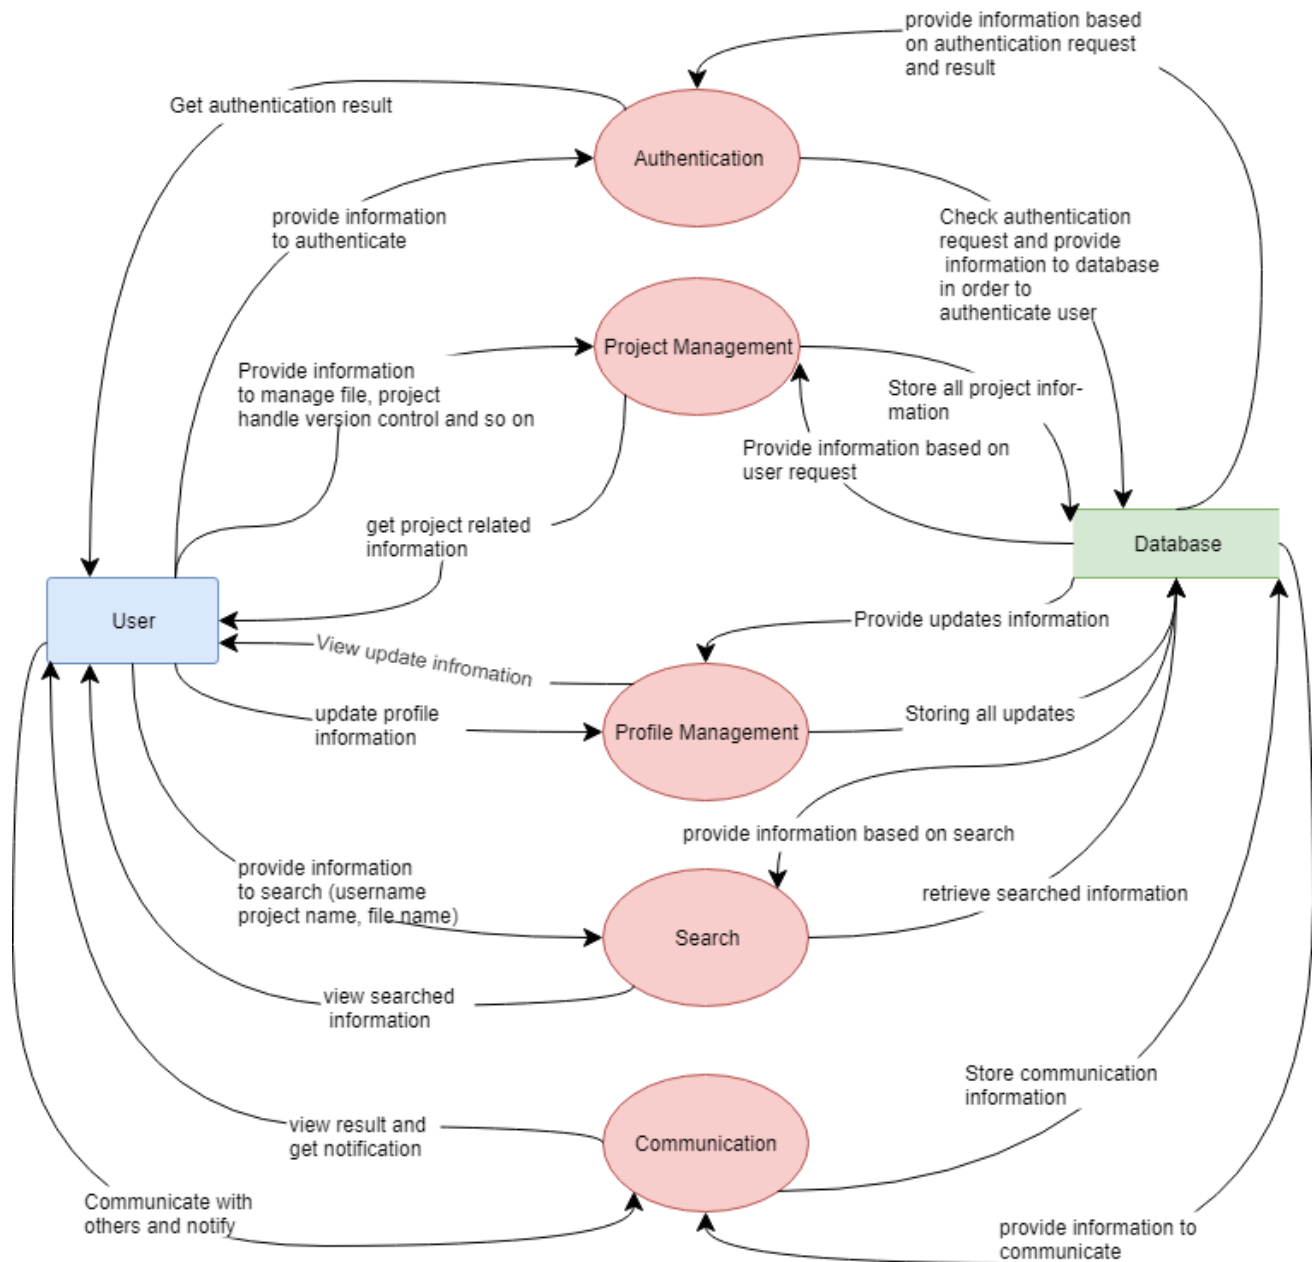 provide information based
on authentication request
and result
Get authentication result
Authentication
provide information
to authenticate
Check authentication
request and provide
information to database
in order to
authenticate user
Project Management
Provide information
to manage file, project
handle version control and so on
Store all project infor-
mation
Provide information based on
user request
get project related
information
Database
User
Provide updates information
View update infromation
update profile
information
Profile Management
Storing all updates
provide information based on search
provide information
to search (username
project name, file name)
retrieve searched information
Search
view searched
information
Store communication
information
view result and
get notification
Communication
Communicate with
others and notify
provide information to
communicate